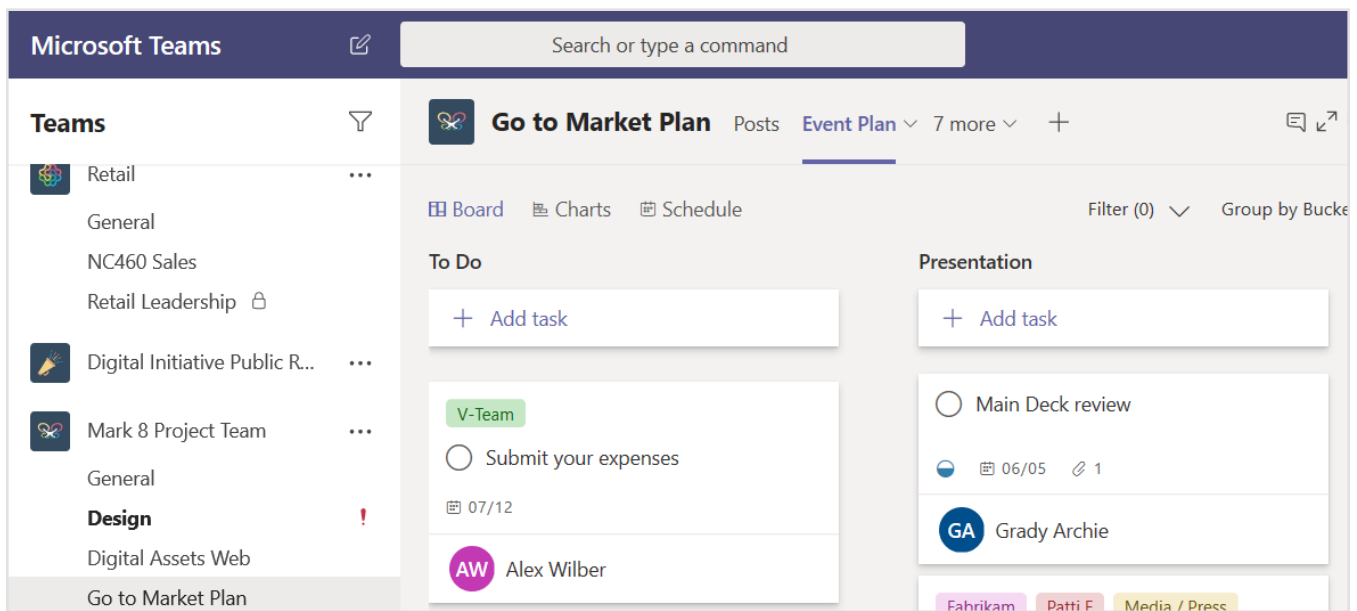 Microsoft Teams
Search or type a command
Teams
Retail
General
NC460 Sales
Retail Leadership
Digital Initiative Public R...
Mark 8 Project Team
General
Design
Digital Assets Web
Go to Market Plan
Go to Market Plan Posts Event Plan 7 more
Board Charts Schedule
Filter (0) Group by Bucke
To Do
Add task
V-Team
Submit your expenses
07/12
AW Alex Wilber
Presentation
Add task
Main Deck review
06/05 1
GA Grady Archie
Fabrikam Patti F Media / Press